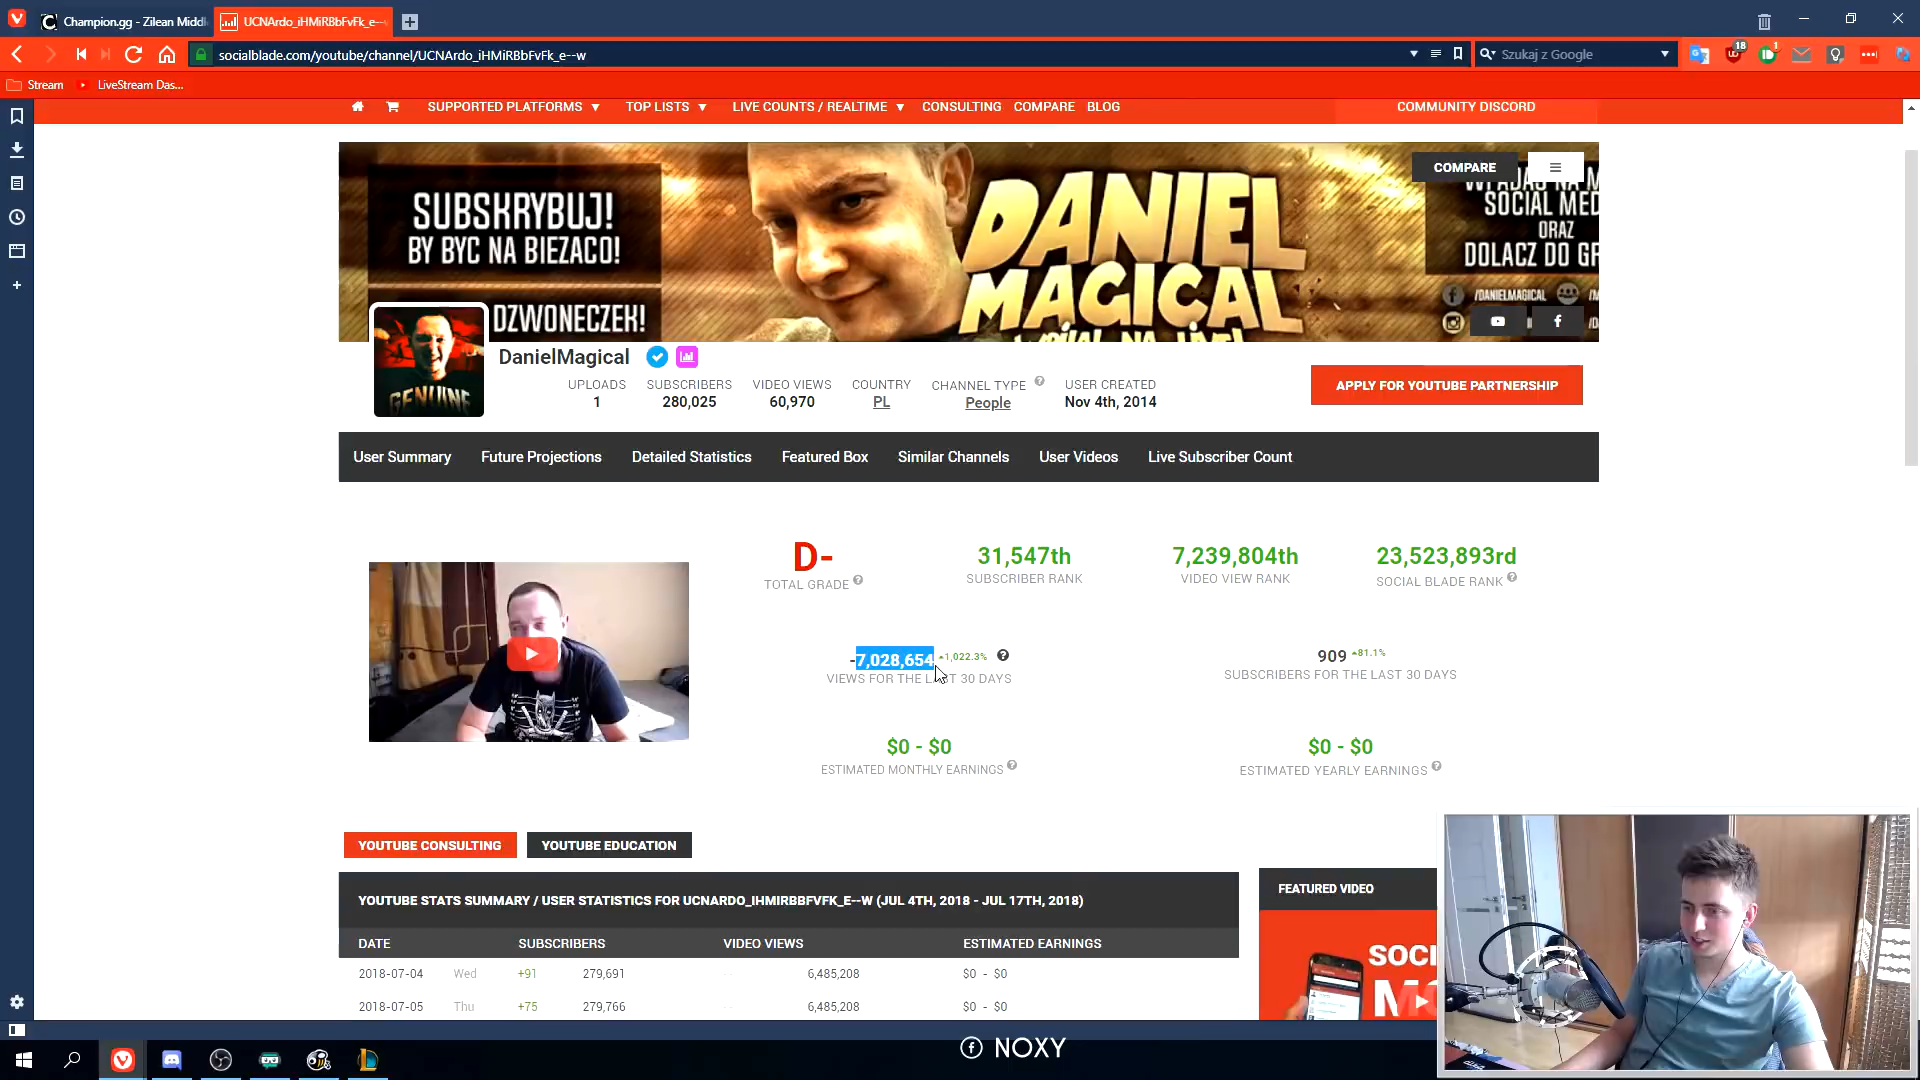 Champion.gg - Zilean Middl
UCNArdo_iHMiRBbFvFk_e--
socialblade.com/youtube/channel/UCNArdo_iHMiRBbFvFk_e--w
Szukaj z Google
18
1
Stream
LiveStream Das...
SUPPORTED PLATFORMS
TOP LISTS
LIVE COUNTS / REALTIME
CONSULTING
COMPARE
BLOG
COMMUNITY DISCORD
COMPARE
SUBSKRYBUJ!
BY BYC NA BIEZACO!
DZWONECZEK!
DANIEL
MAGICAL
SOCIAL MED
ORAZ
DOLACZ DO GR
/DANIELMAGICAL
GENUINE
DanielMagical
UPLOADS
1
SUBSCRIBERS
280,025
VIDEO VIEWS
60,970
COUNTRY
PL
CHANNEL TYPE
People
USER CREATED
Nov 4th, 2014
APPLY FOR YOUTUBE PARTNERSHIP
User Summary
Future Projections
Detailed Statistics
Featured Box
Similar Channels
User Videos
Live Subscriber Count
D-
TOTAL GRADE
31,547th
SUBSCRIBER RANK
7,239,804th
VIDEO VIEW RANK
23,523,893rd
SOCIAL BLADE RANK
-7,028,654 1,022.3%
VIEWS FOR THE LAST 30 DAYS
909 81.1%
SUBSCRIBERS FOR THE LAST 30 DAYS
$0 - $0
ESTIMATED MONTHLY EARNINGS
$0 - $0
ESTIMATED YEARLY EARNINGS
YOUTUBE CONSULTING
YOUTUBE EDUCATION
YOUTUBE STATS SUMMARY / USER STATISTICS FOR UCNARDO_IHMIRBBFVFK_E--W (JUL 4TH, 2018 - JUL 17TH, 2018)
DATE SUBSCRIBERS VIDEO VIEWS ESTIMATED EARNINGS
2018-07-04 Wed +91 279,691 -- 6,485,208 $0 - $0
2018-07-05 Thu +75 279,766 -- 6,485,208 $0 - $0
FEATURED VIDEO
SOCI
NOXY